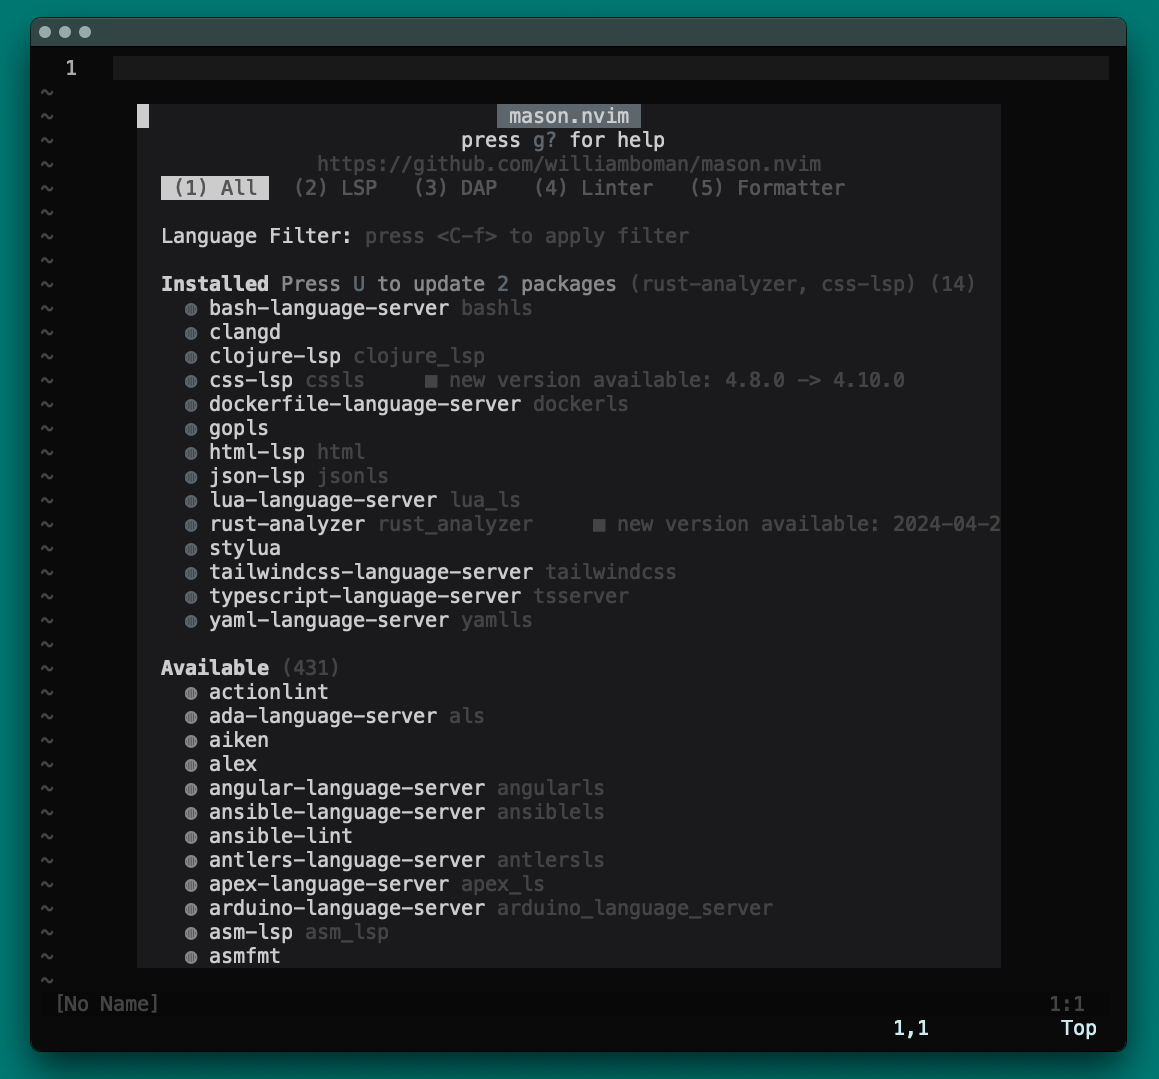 1
mason.nvim
press g? for help
https://github.com/williamboman/mason.nvim
(1) All (2) LSP (3) DAP (4) Linter (5) Formatter
Language Filter: press <C-f> to apply filter
Installed Press U to update 2 packages (rust-analyzer, css-lsp) (14)
◍ bash-language-server bashls
◍ clangd
◍ clojure-lsp clojure_lsp
◍ css-lsp cssls ■ new version available: 4.8.0 -> 4.10.0
◍ dockerfile-language-server dockerls
◍ gopls
◍ html-lsp html
◍ json-lsp jsonls
◍ lua-language-server lua_ls
◍ rust-analyzer rust_analyzer ■ new version available: 2024-04-2
◍ stylua
◍ tailwindcss-language-server tailwindcss
◍ typescript-language-server tsserver
◍ yaml-language-server yamlls
Available (431)
◍ actionlint
◍ ada-language-server als
◍ aiken
◍ alex
◍ angular-language-server angularls
◍ ansible-language-server ansiblels
◍ ansible-lint
◍ antlers-language-server antlersls
◍ apex-language-server apex_ls
◍ arduino-language-server arduino_language_server
◍ asm-lsp asm_lsp
◍ asmfmt
[No Name] 1:1
1,1 Top